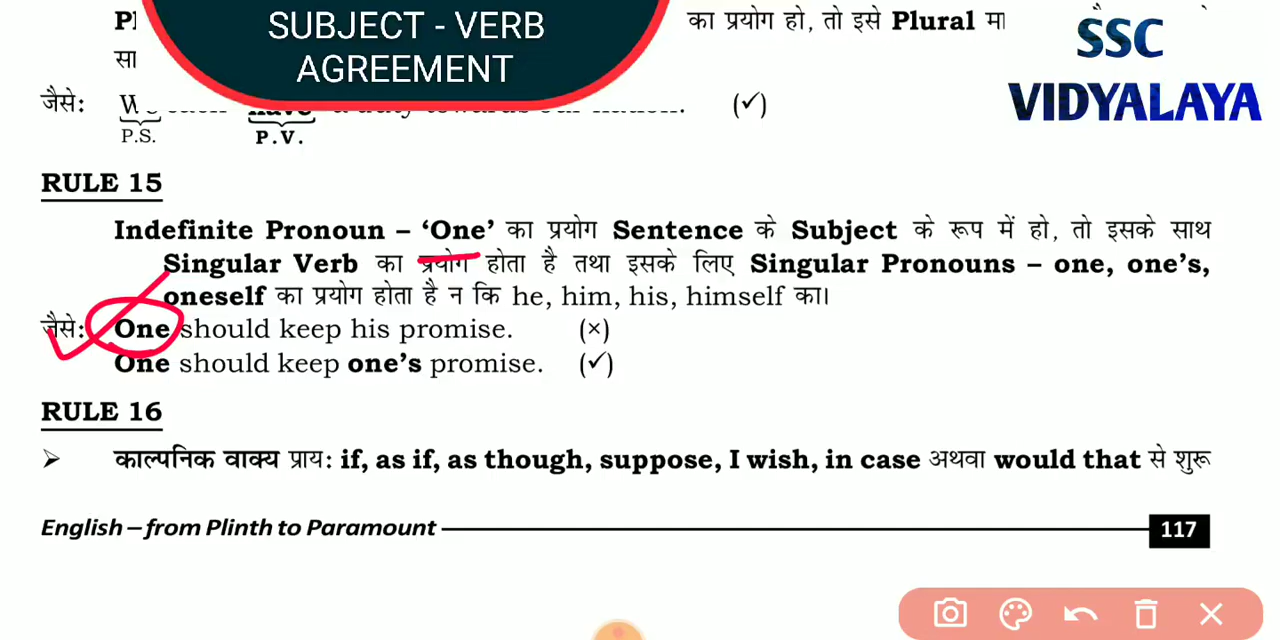 SUBJECT - VERB
AGREEMENT
का प्रयोग हो, तो इसे Plural
SSC
VIDYALAYA
जैसे:
(✓)
P.S.
P.V.
RULE 15
Indefinite Pronoun – ‘One’ का प्रयोग Sentence के Subject के रूप में हो, तो इसके साथ
Singular Verb का प्रयोग होता है तथा इसके लिए Singular Pronouns – one, one’s,
oneself का प्रयोग होता है न कि he, him, his, himself का।
जैसे: One should keep his promise. (×)
One should keep one’s promise. (✓)
RULE 16
➢ काल्पनिक वाक्य प्राय: if, as if, as though, suppose, I wish, in case अथवा would that से शुरू
English – from Plinth to Paramount 117